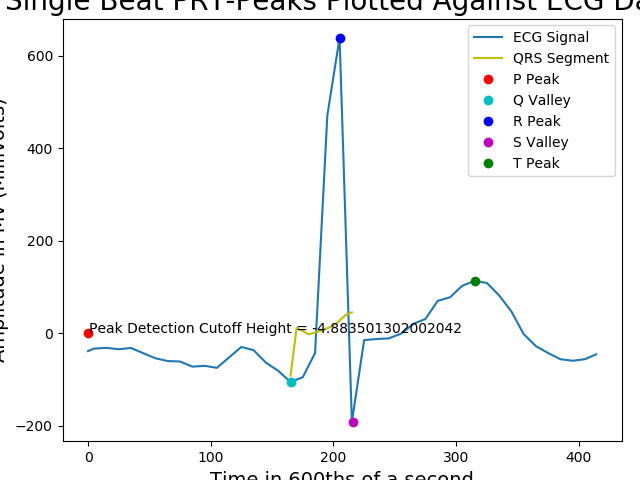 Single Beat PRT-Peaks Plotted Against ECG Da
ECG Signal
QRS Segment
P Peak
Q Valley
R Peak
S Valley
T Peak
600
400
200
0
−200
Amplitude in MV (Millivolts)
Peak Detection Cutoff Height = -4.883501302002042
0 100 200 300 400
Time in 600ths of a second